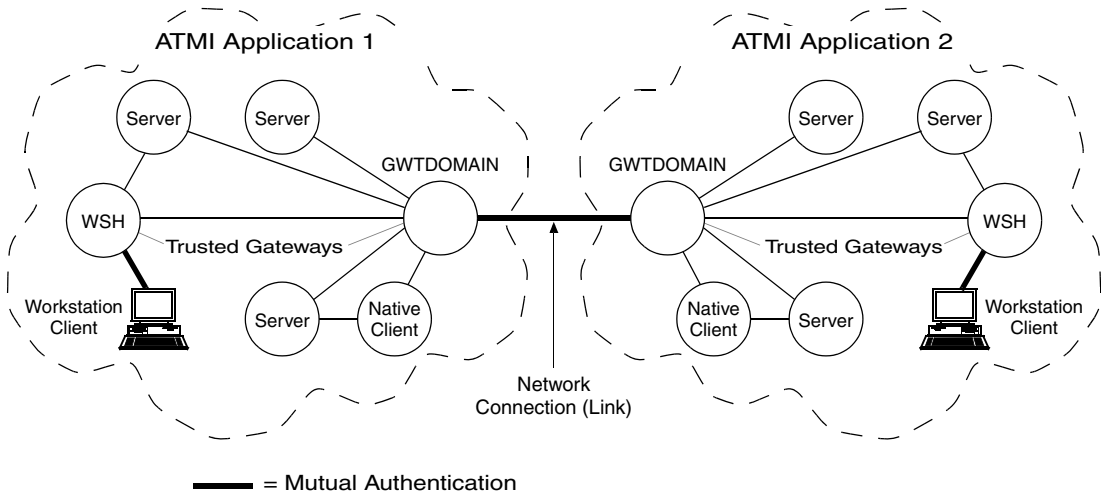 ATMI Application 1
ATMI Application 2
Server
Server
Server
Server
GWTDOMAIN
GWTDOMAIN
WSH
WSH
Trusted Gateways
Trusted Gateways
Workstation
Client
Server
Native
Client
Native
Client
Server
Workstation
Client
Network
Connection (Link)
= Mutual Authentication